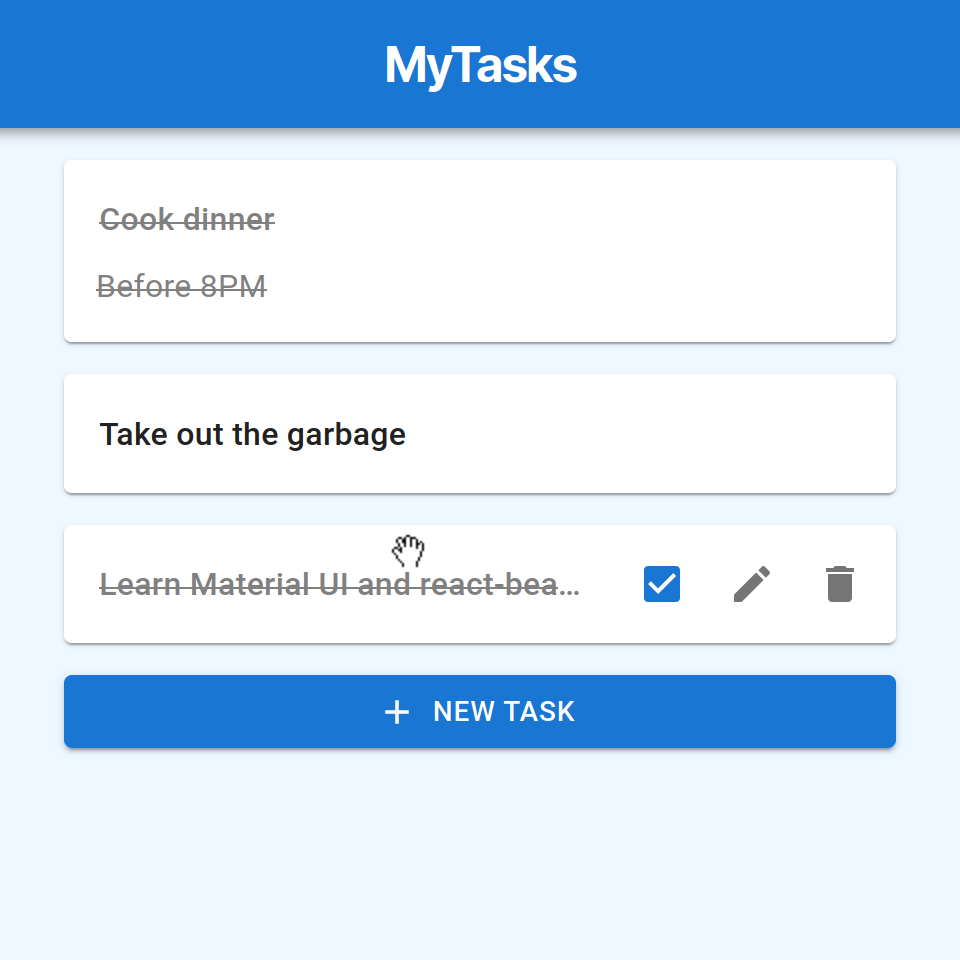 MyTasks
Cook dinner
Before 8PM
Take out the garbage
Learn Material UI and react-bea...
NEW TASK